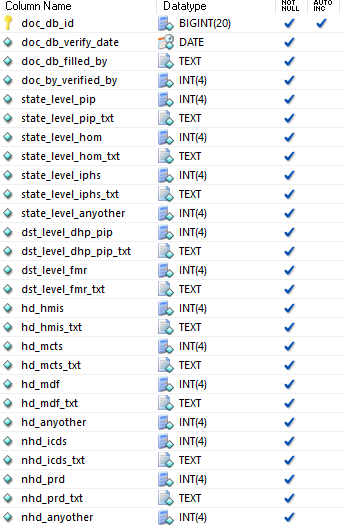 Column Name Datatype NOT NULL AUTO INC
doc_db_id BIGINT(20)
doc_db_verify_date DATE
doc_db_filled_by TEXT
doc_by_verified_by INT(4)
state_level_pip INT(4)
state_level_pip_txt TEXT
state_level_hom INT(4)
state_level_hom_txt TEXT
state_level_iphs INT(4)
state_level_iphs_txt TEXT
state_level_anyother INT(4)
dst_level_dhp_pip INT(4)
dst_level_dhp_pip_txt TEXT
dst_level_fmr INT(4)
dst_level_fmr_txt TEXT
hd_hmis INT(4)
hd_hmis_txt TEXT
hd_mcts INT(4)
hd_mcts_txt TEXT
hd_mdf INT(4)
hd_mdf_txt TEXT
hd_anyother INT(4)
nhd_icds INT(4)
nhd_icds_txt TEXT
nhd_prd INT(4)
nhd_prd_txt TEXT
nhd_anyother INT(4)